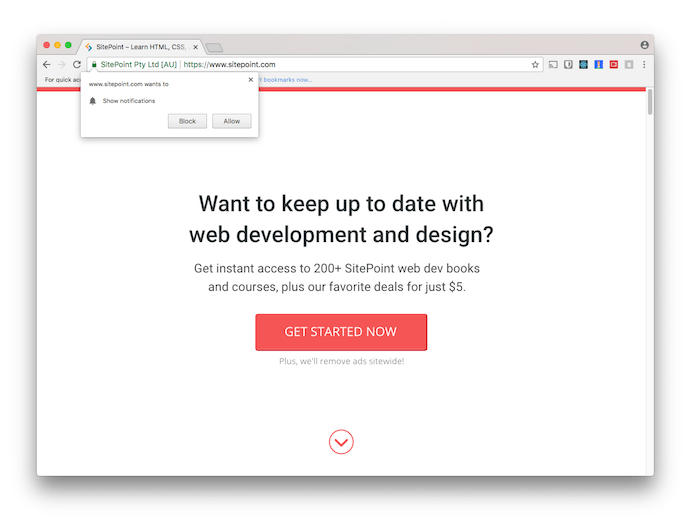 SitePoint – Learn HTML, CSS,
SitePoint Pty Ltd [AU] | https://www.sitepoint.com
For quick acc
t bookmarks now...
www.sitepoint.com wants to
Show notifications
Block Allow
Want to keep up to date with
web development and design?
Get instant access to 200+ SitePoint web dev books
and courses, plus our favorite deals for just $5.
GET STARTED NOW
Plus, we'll remove ads sitewide!